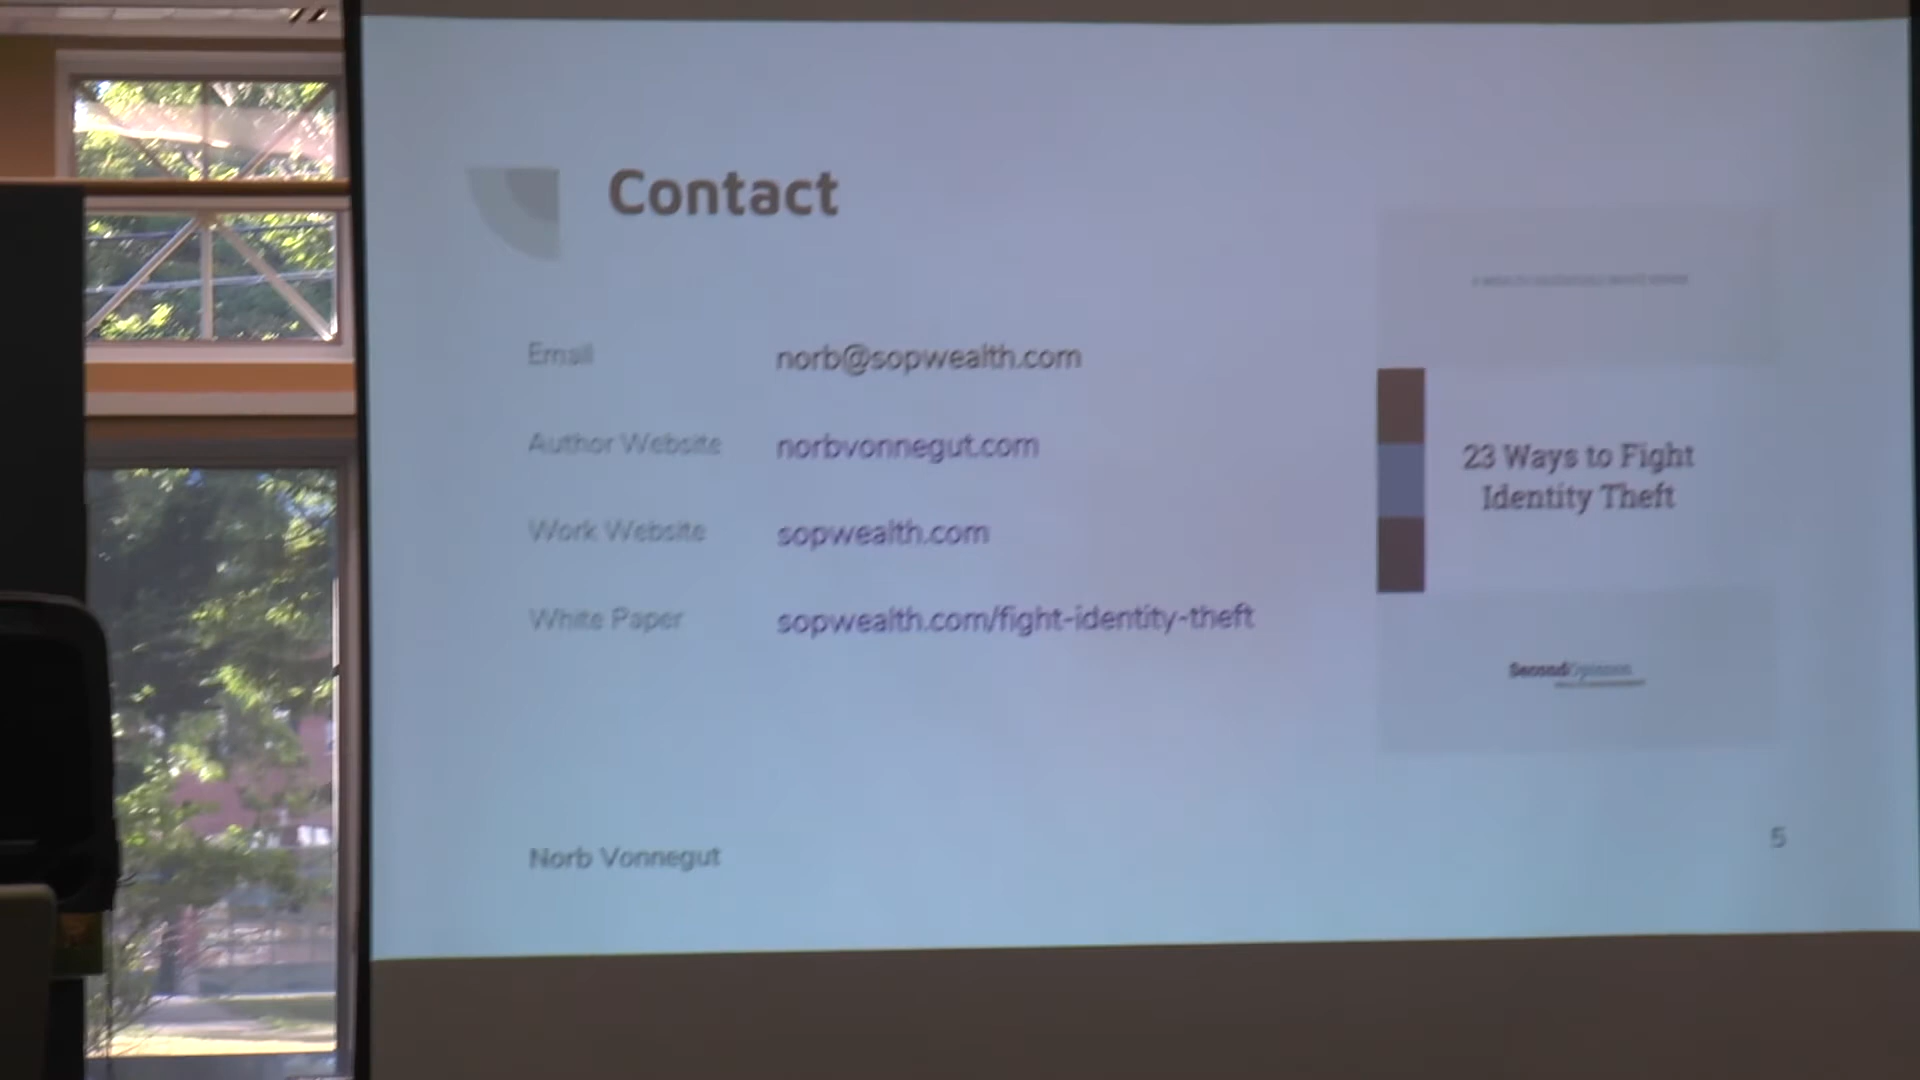 Contact
Email norb@sopwealth.com
Author Website norbvonnegut.com
Work Website sopwealth.com
White Paper sopwealth.com/fight-identity-theft
23 Ways to Fight
Identity Theft
SecondOpinion
Norb Vonnegut
5